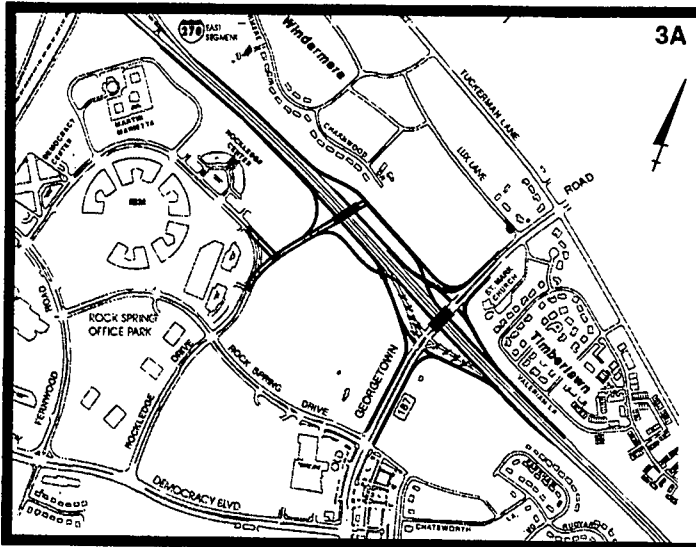 3A
270 EAST
SEGMENT
Windermere
TUCKERMAN LANE
CHARNWOOD
LUX LANE
ROAD
MARTIN
MARIETTA
ROCKLEDGE
CENTER
DEMOCRACY
CENTER
IBM
ST. MARK
CHURCH
Timberlawn
ROAD
ROCK SPRING
OFFICE PARK
FERNWOOD
ROCKLEDGE
DRIVE
ROCK SPRING
DRIVE
GEORGETOWN
187
DEMOCRACY BLVD
CHATSWORTH
LA.